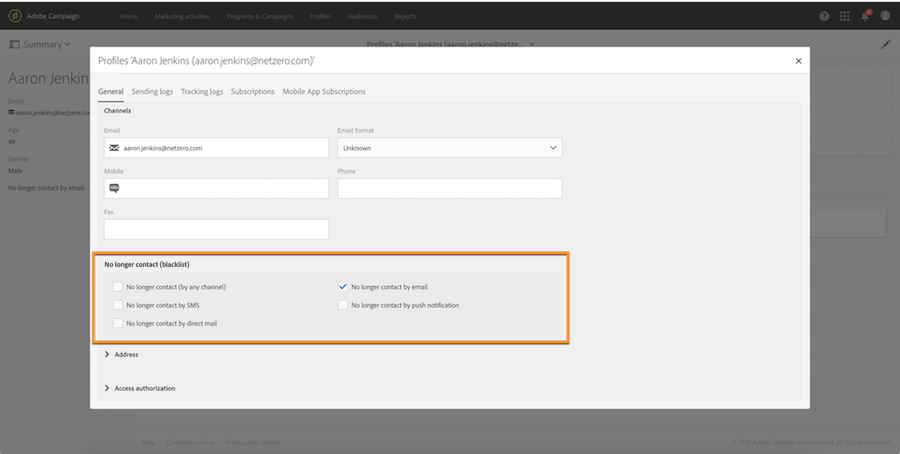 Adobe Campaign Home Marketing activities Programs & Campaigns Profiles Audiences Reports
Summary Profiles 'Aaron Jenkins (aaron.jenkins@netze...
Aaron Jenkins
Email
aaron.jenkins@netzero.con
Age
49
Gender
Male
No longer contact by email
Profiles 'Aaron Jenkins (aaron.jenkins@netzero.com)'
General Sending logs Tracking logs Subscriptions Mobile App Subscriptions
Channels
Email Email format
aaron.jenkins@netzero.com Unknown
Mobile Phone
SMS
Fax
No longer contact (blacklist)
No longer contact (by any channel) No longer contact by email
No longer contact by SMS No longer contact by push notification
No longer contact by direct mail
Address
Access authorization
Help Conditions of use Privacy and cookies © 2018 Adobe Systems Incorporated. All Rights Reserved.